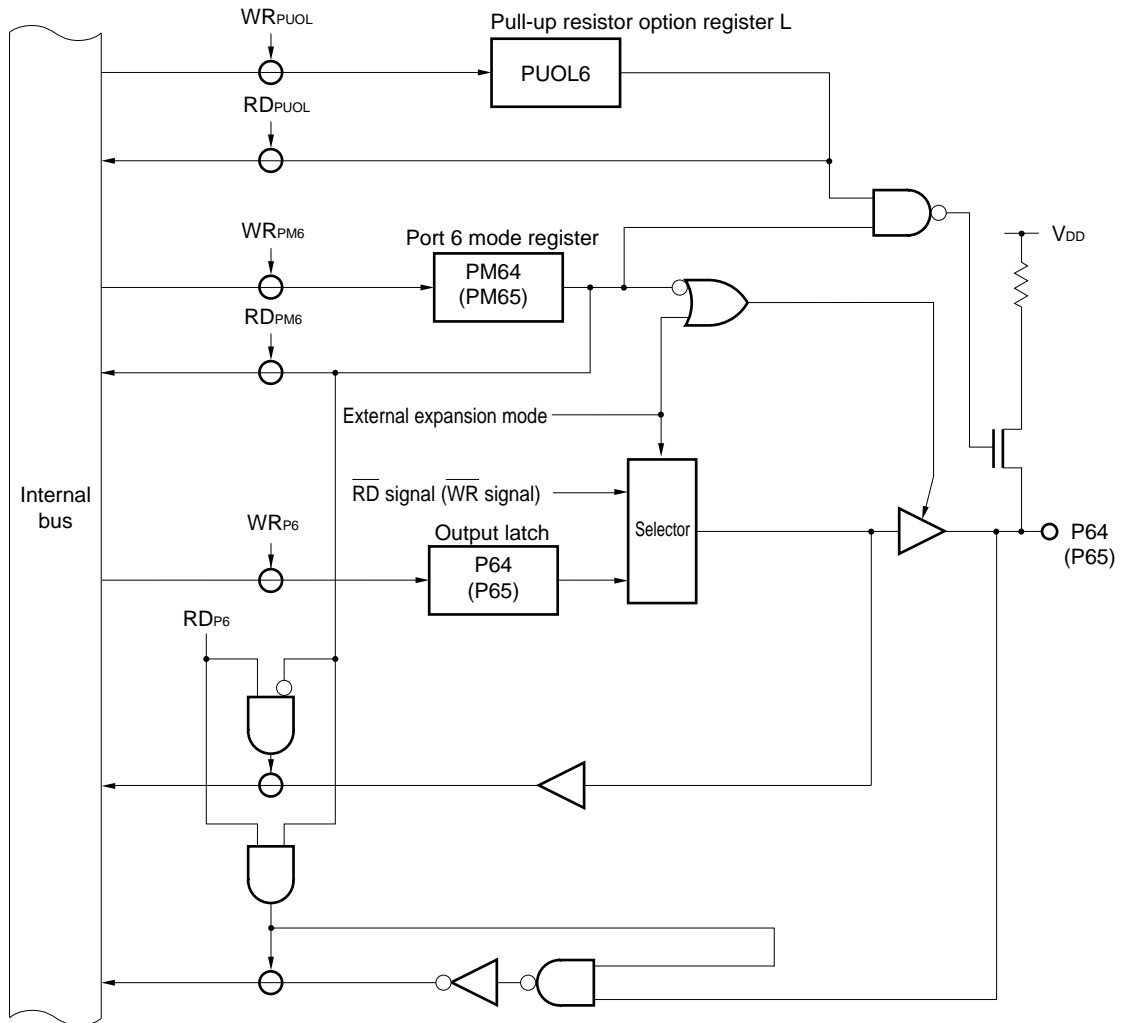 WRPUOL
Pull-up resistor option register L
PUOL6
RDPUOL
WRPM6
Port 6 mode register
PM64
(PM65)
VDD
RDPM6
External expansion mode
RD signal (WR signal)
Internal
bus
WRP6
Output latch
P64
(P65)
Selector
P64
(P65)
RDP6